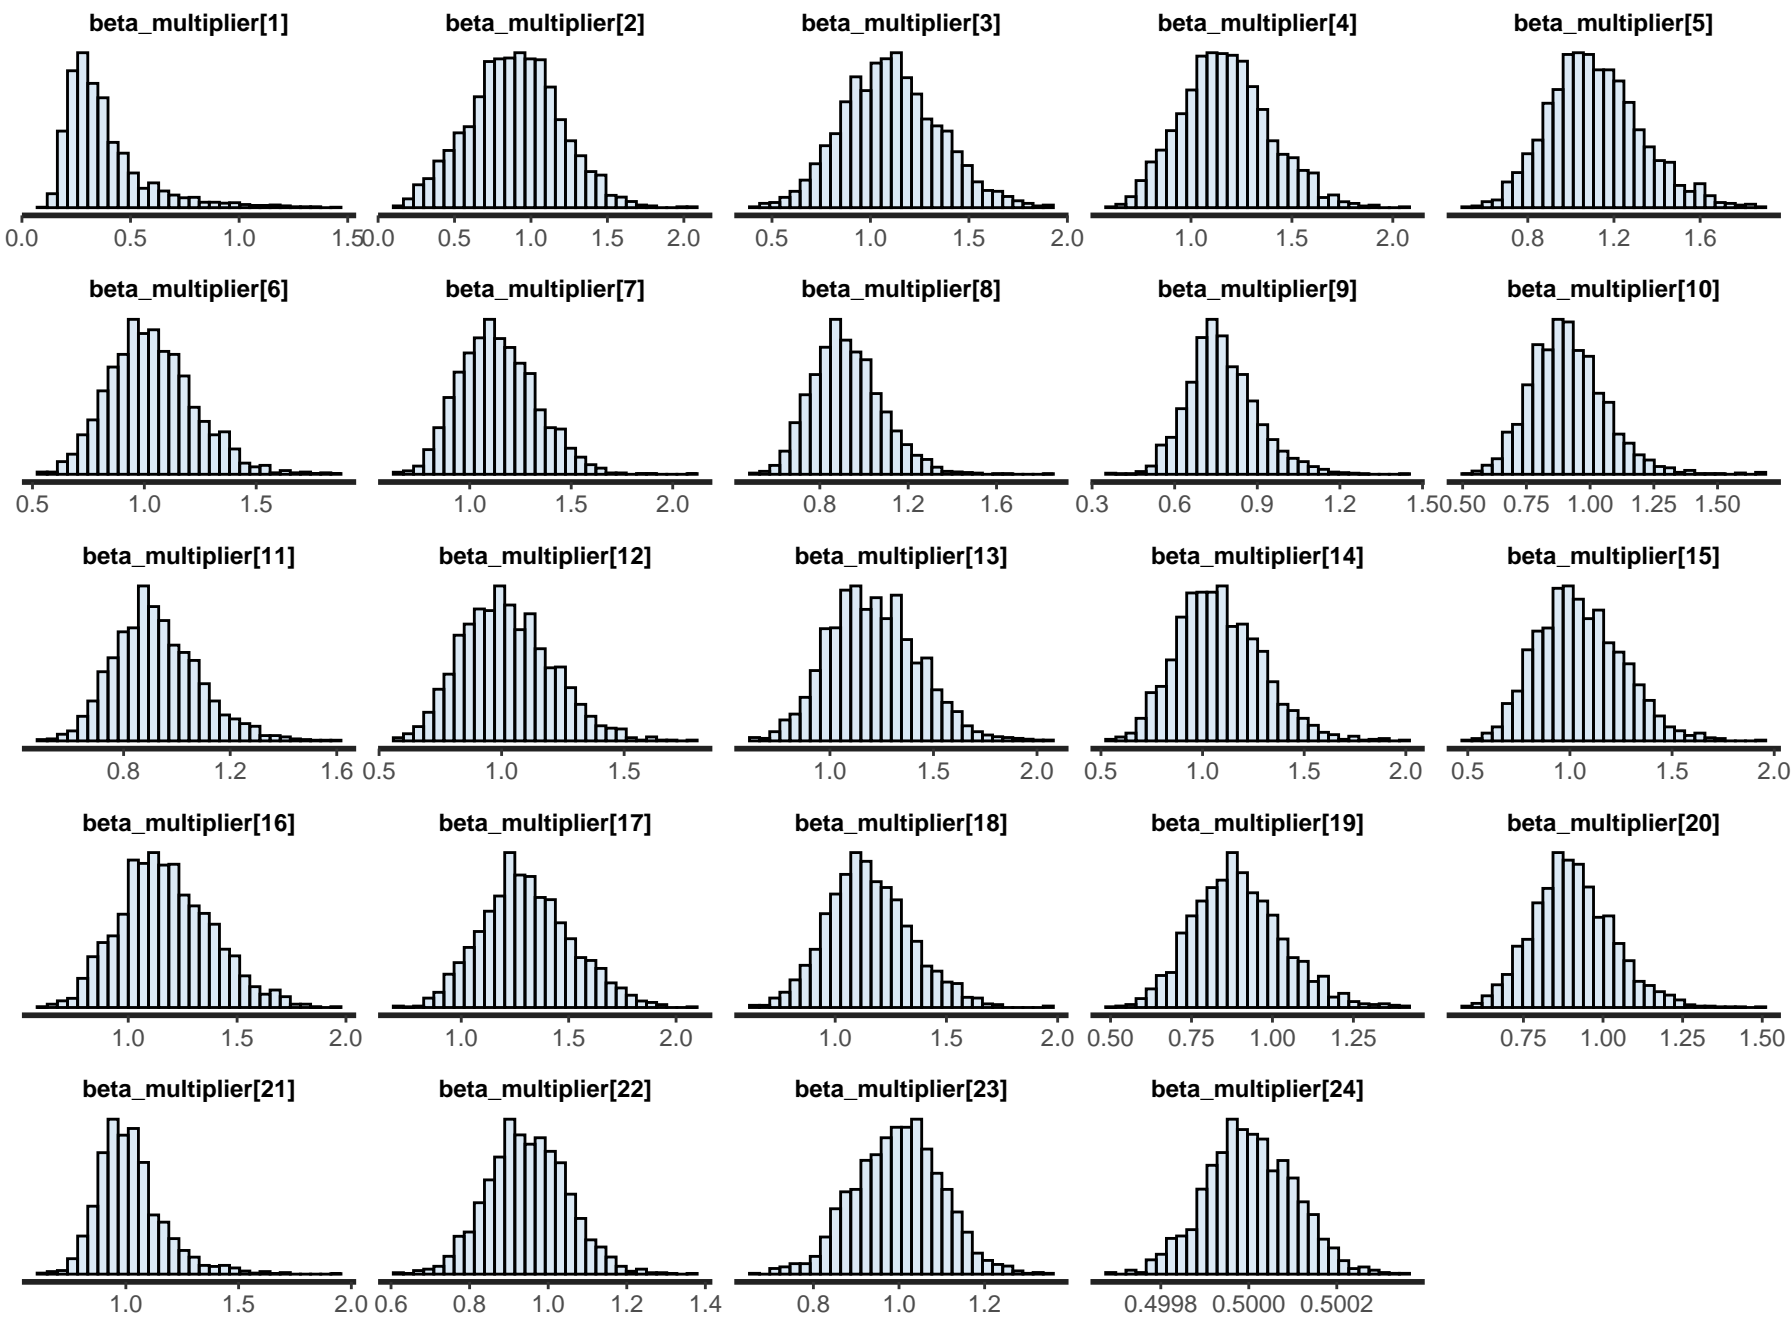 beta_multiplier[1] beta_multiplier[2] beta_multiplier[3] beta_multiplier[4] beta_multiplier[5]
0.0 0.5 1.0 1.5 0.0 0.5 1.0 1.5 2.0 0.5 1.0 1.5 2.0 1.0 1.5 2.0 0.8 1.2 1.6
beta_multiplier[6] beta_multiplier[7] beta_multiplier[8] beta_multiplier[9] beta_multiplier[10]
0.5 1.0 1.5 1.0 1.5 2.0 0.8 1.2 1.6 0.3 0.6 0.9 1.2 1.5 0.50 0.75 1.00 1.25 1.50
beta_multiplier[11] beta_multiplier[12] beta_multiplier[13] beta_multiplier[14] beta_multiplier[15]
0.8 1.2 1.6 0.5 1.0 1.5 1.0 1.5 2.0 0.5 1.0 1.5 2.0 0.5 1.0 1.5 2.0
beta_multiplier[16] beta_multiplier[17] beta_multiplier[18] beta_multiplier[19] beta_multiplier[20]
1.0 1.5 2.0 1.0 1.5 2.0 1.0 1.5 2.0 0.50 0.75 1.00 1.25 0.75 1.00 1.25 1.50
beta_multiplier[21] beta_multiplier[22] beta_multiplier[23] beta_multiplier[24]
1.0 1.5 2.0 0.6 0.8 1.0 1.2 1.4 0.8 1.0 1.2 0.4998 0.5000 0.5002